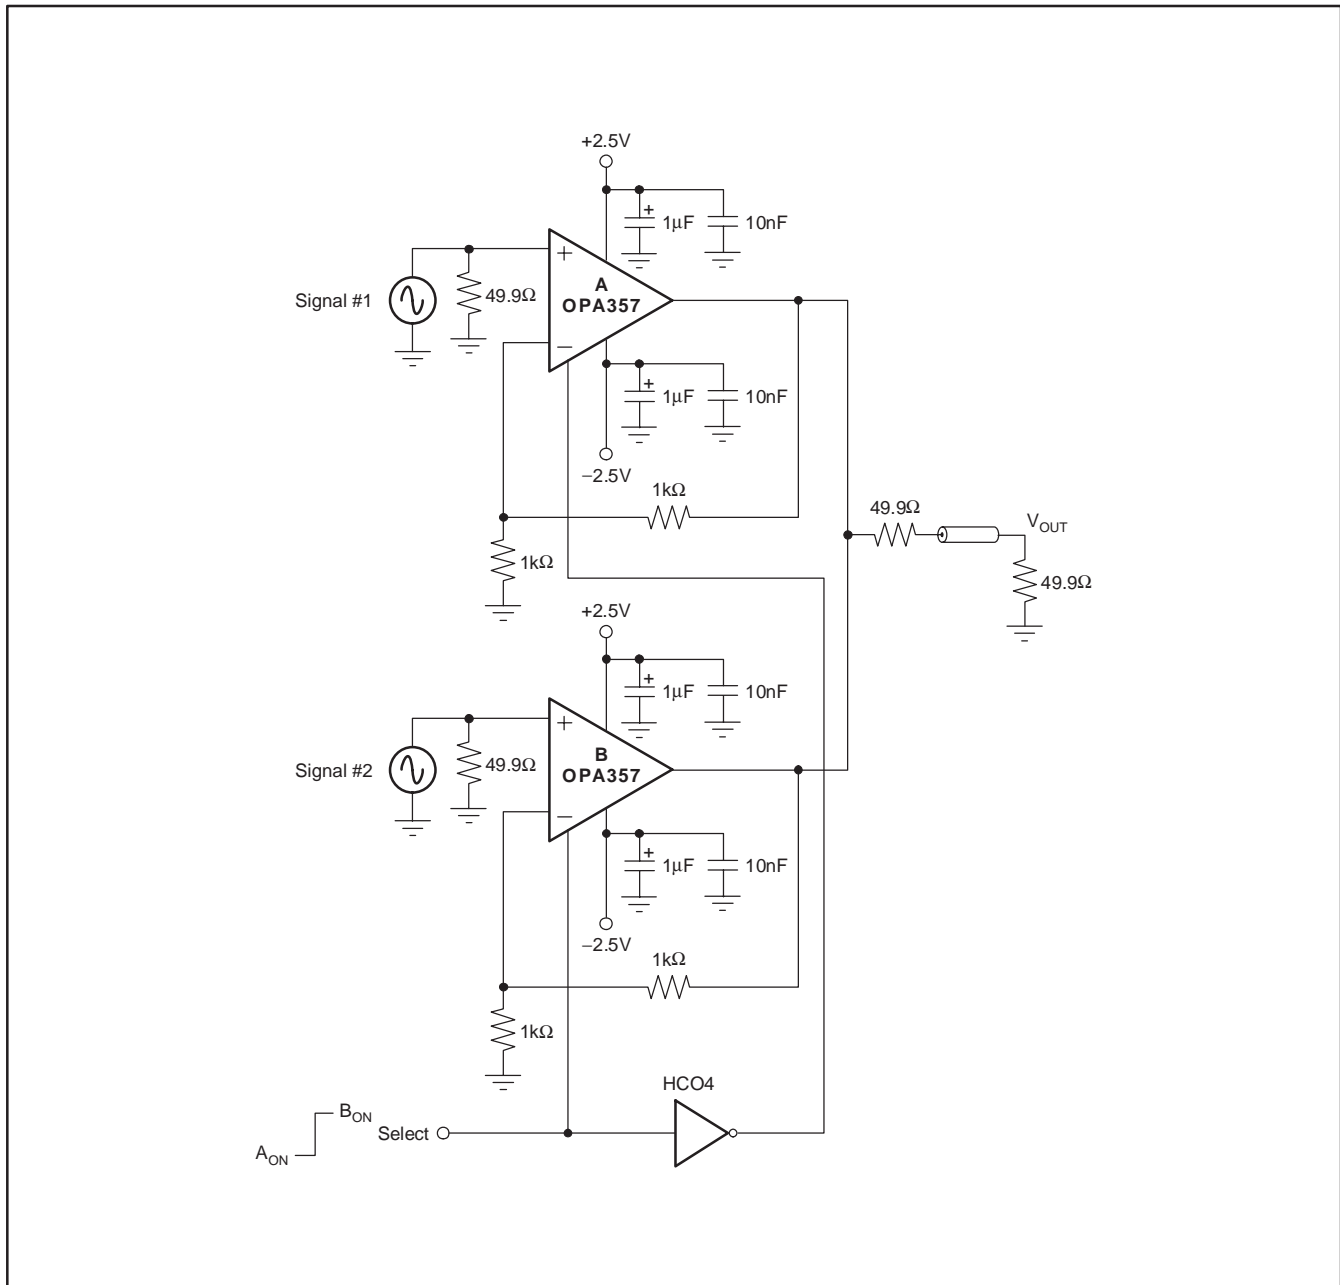 +2.5V
+
1μF
10nF
+
A
OPA357
Signal #1
49.9Ω
−
+
1μF
10nF
−2.5V
1kΩ
1kΩ
49.9Ω
VOUT
49.9Ω
+2.5V
+
1μF
10nF
+
B
OPA357
Signal #2
49.9Ω
−
+
1μF
10nF
−2.5V
1kΩ
1kΩ
HCO4
BON
Select
AON